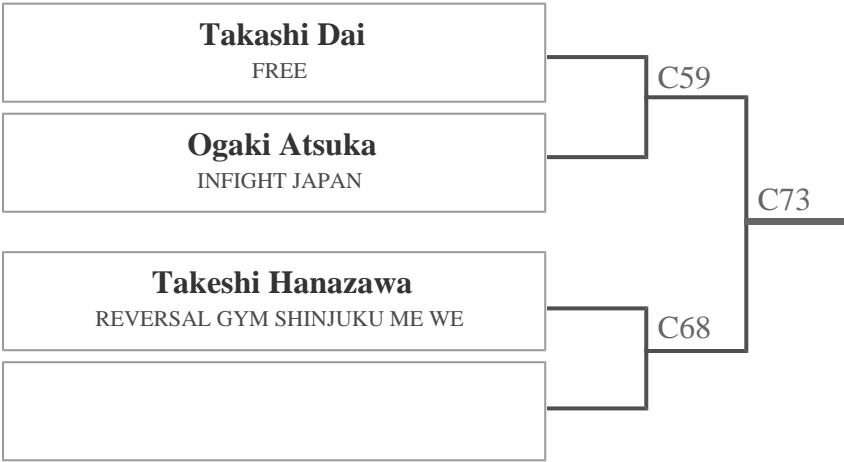 Takashi Dai
FREE
C59
Ogaki Atsuka
INFIGHT JAPAN
C73
Takeshi Hanazawa
REVERSAL GYM SHINJUKU ME WE
C68